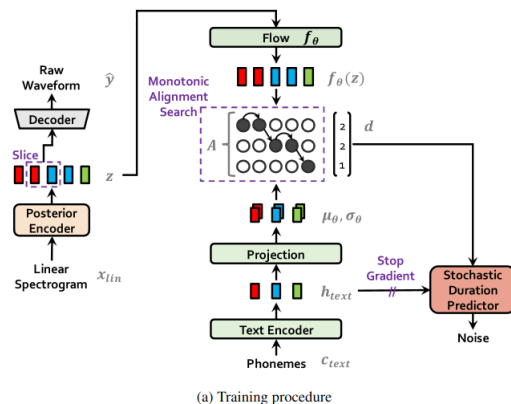 Flow f_θ
Raw
Waveform
ŷ
f_θ(z)
Monotonic
Alignment
Search
Decoder
A
2
2
1
d
Slice
z
Posterior
Encoder
μ_θ, σ_θ
Linear
Spectrogram
x_lin
Projection
Stop
Gradient
h_text
Stochastic
Duration
Predictor
Text Encoder
Noise
Phonemes
c_text
(a) Training procedure